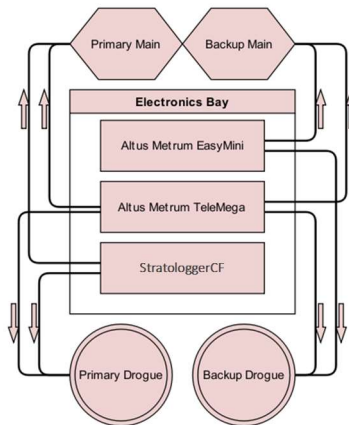 Primary Main
Backup Main
Electronics Bay
Altus Metrum EasyMini
Altus Metrum TeleMega
StratologgerCF
Primary Drogue
Backup Drogue